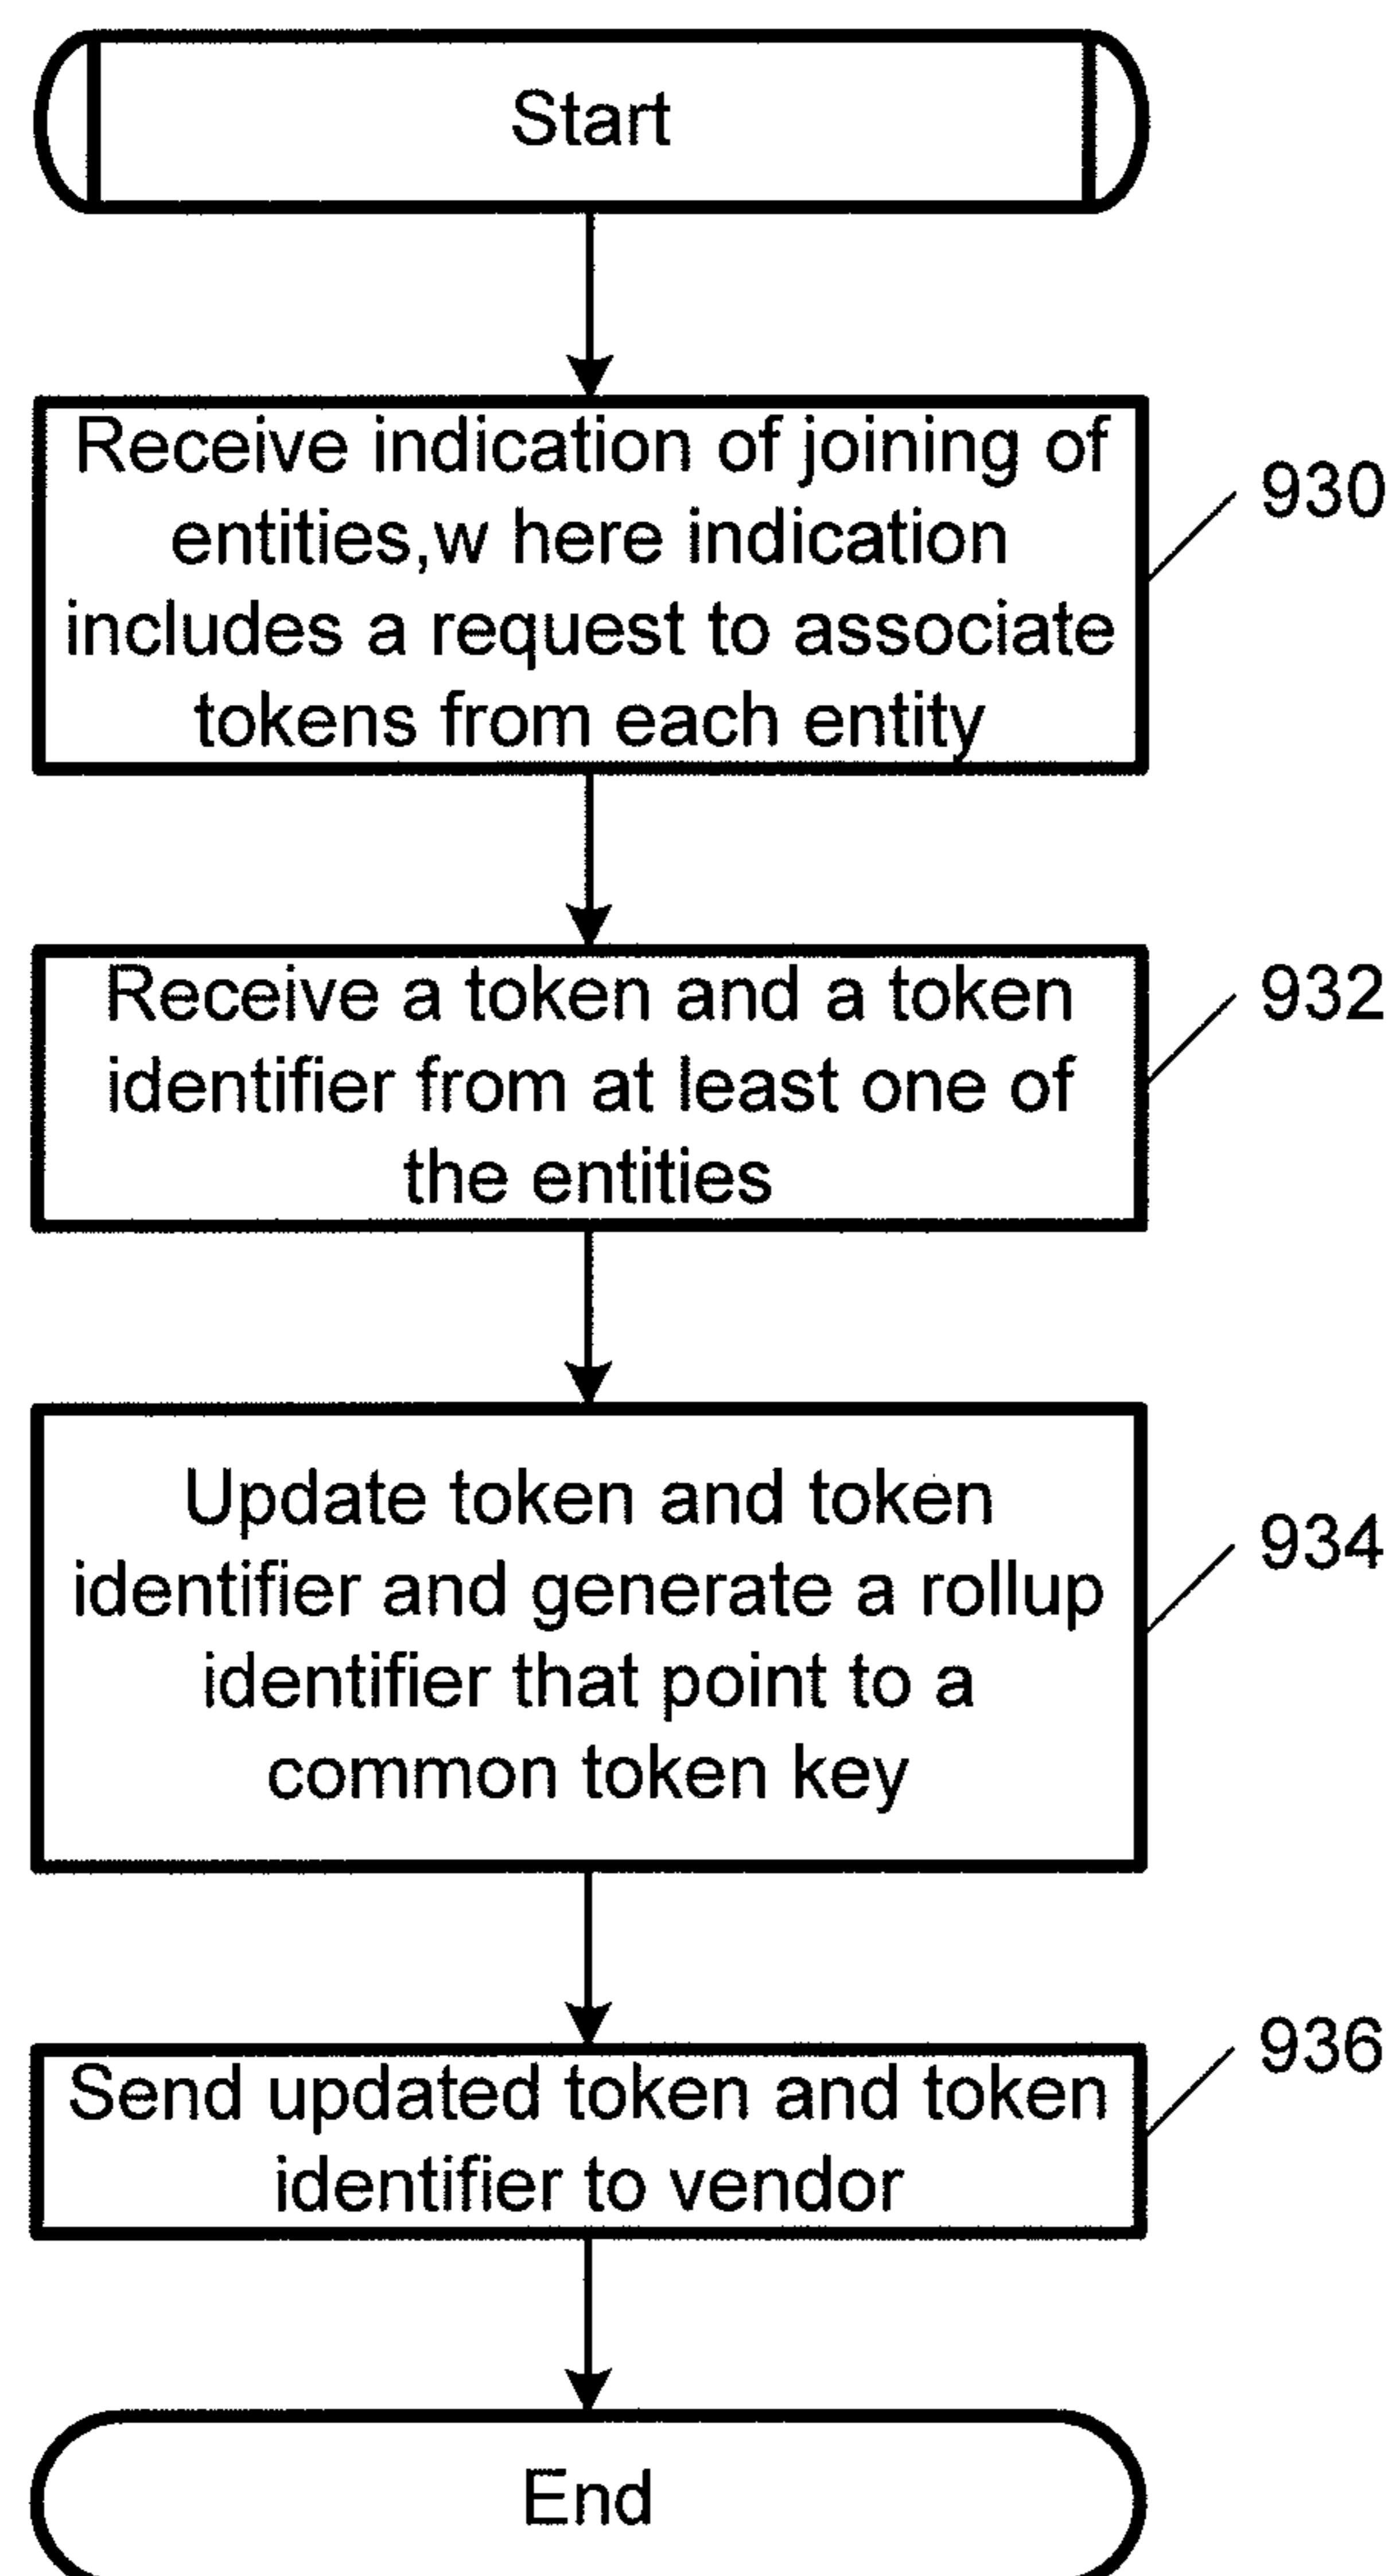 Start
Receive indication of joining of
entities,w here indication
includes a request to associate
tokens from each entity
930
Receive a token and a token
identifier from at least one of
the entities
932
Update token and token
identifier and generate a rollup
identifier that point to a
common token key
934
Send updated token and token
identifier to vendor
936
End